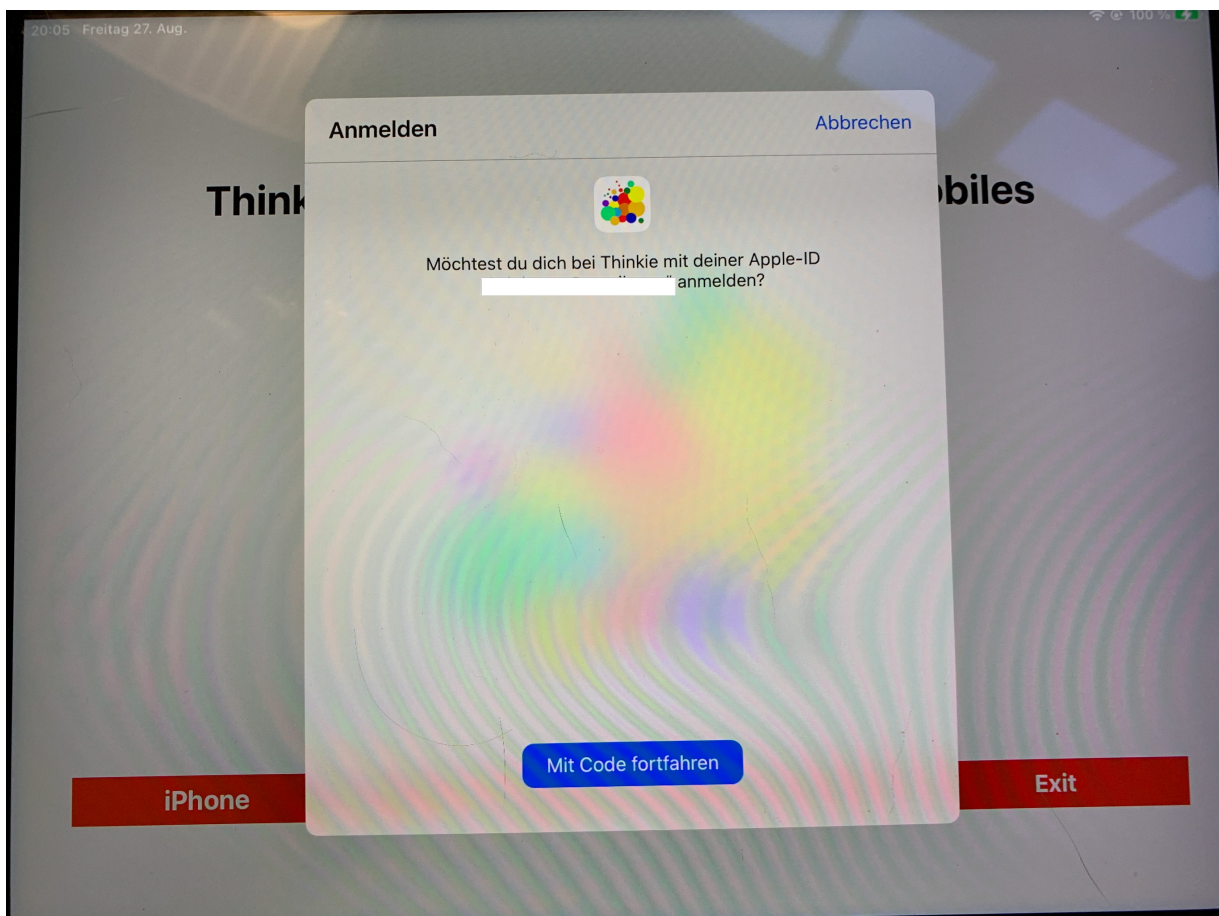 20:05 Freitag 27. Aug.
100 %
Anmelden
Abbrechen
Think
biles
Möchtest du dich bei Thinkie mit deiner Apple-ID
anmelden?
Mit Code fortfahren
iPhone
Exit